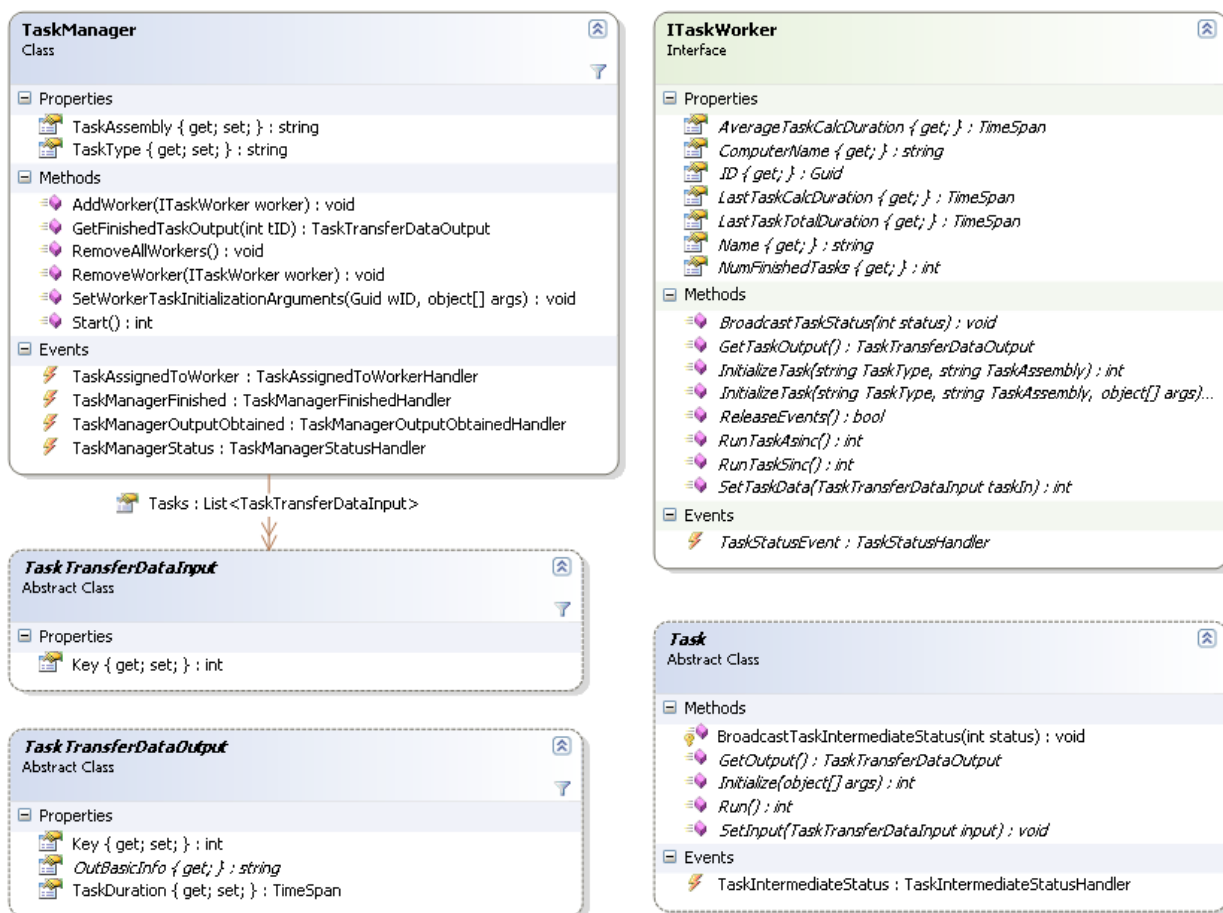 TaskManager
Class
Properties
TaskAssembly { get; set; } : string
TaskType { get; set; } : string
Methods
AddWorker(ITaskWorker worker) : void
GetFinishedTaskOutput(int tID) : TaskTransferDataOutput
RemoveAllWorkers() : void
RemoveWorker(ITaskWorker worker) : void
SetWorkerTaskInitializationArguments(Guid wID, object[] args) : void
Start() : int
Events
TaskAssignedToWorker : TaskAssignedToWorkerHandler
TaskManagerFinished : TaskManagerFinishedHandler
TaskManagerOutputObtained : TaskManagerOutputObtainedHandler
TaskManagerStatus : TaskManagerStatusHandler
Tasks : List<TaskTransferDataInput>
TaskTransferDataInput
Abstract Class
Properties
Key { get; set; } : int
TaskTransferDataOutput
Abstract Class
Properties
Key { get; set; } : int
OutBasicInfo { get; } : string
TaskDuration { get; set; } : TimeSpan
ITaskWorker
Interface
Properties
AverageTaskCalcDuration { get; } : TimeSpan
ComputerName { get; } : string
ID { get; } : Guid
LastTaskCalcDuration { get; } : TimeSpan
LastTaskTotalDuration { get; } : TimeSpan
Name { get; } : string
NumFinishedTasks { get; } : int
Methods
BroadcastTaskStatus(int status) : void
GetTaskOutput() : TaskTransferDataOutput
InitializeTask(string TaskType, string TaskAssembly) : int
InitializeTask(string TaskType, string TaskAssembly, object[] args)...
ReleaseEvents() : bool
RunTaskAsinc() : int
RunTaskSinc() : int
SetTaskData(TaskTransferDataInput taskIn) : int
Events
TaskStatusEvent : TaskStatusHandler
Task
Abstract Class
Methods
BroadcastTaskIntermediateStatus(int status) : void
GetOutput() : TaskTransferDataOutput
Initialize(object[] args) : int
Run() : int
SetInput(TaskTransferDataInput input) : void
Events
TaskIntermediateStatus : TaskIntermediateStatusHandler